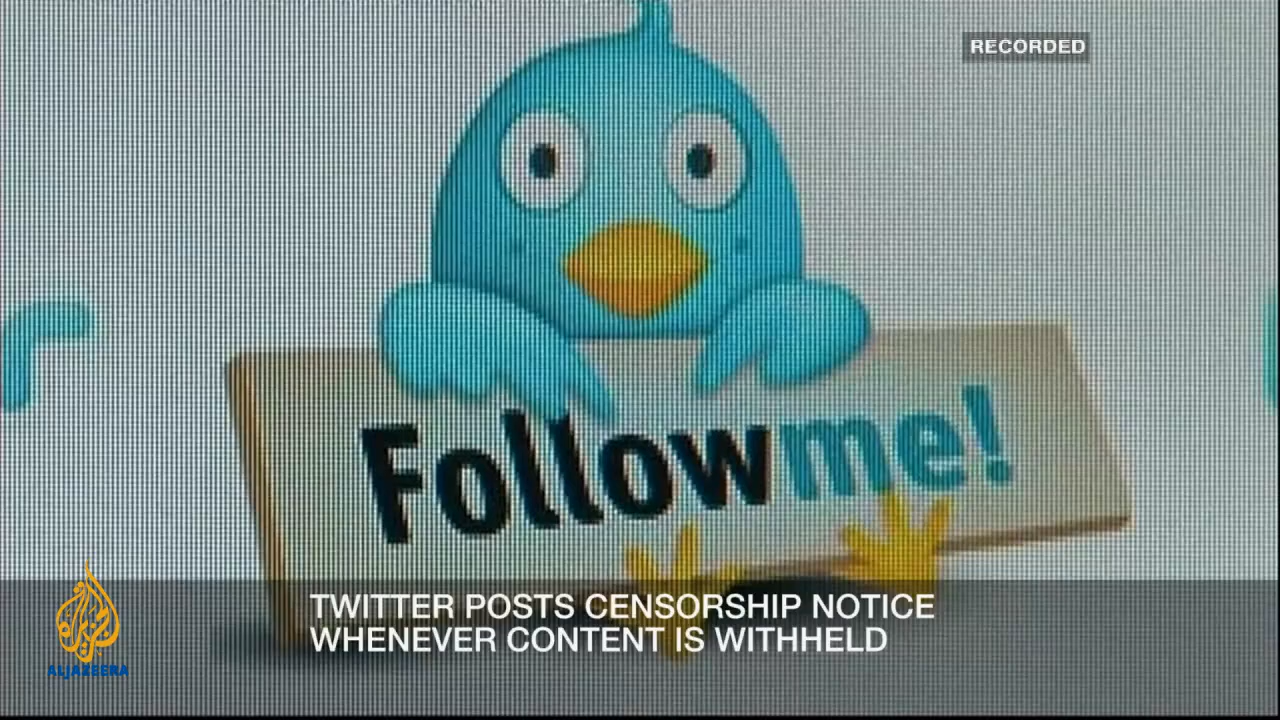 RECORDED
r
Followme!
TWITTER POSTS CENSORSHIP NOTICE
WHENEVER CONTENT IS WITHHELD
ALJAZEERA